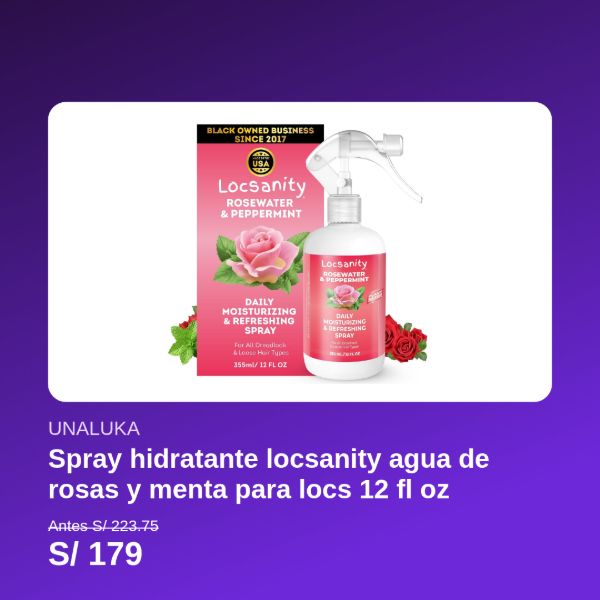 BLACK OWNED BUSINESS
SINCE 2017
USA
Locsanity
ROSEWATER
& PEPPERMINT
DAILY
MOISTURIZING
& REFRESHING
SPRAY
For All Dreadlock
& Loose Hair Types
355ml/ 12 FL OZ
Locsanity
ROSEWATER
& PEPPERMINT
DAILY
MOISTURIZING
& REFRESHING
SPRAY
UNALUKA
Spray hidratante locsanity agua de
rosas y menta para locs 12 fl oz
Antes S/ 223.75
S/ 179